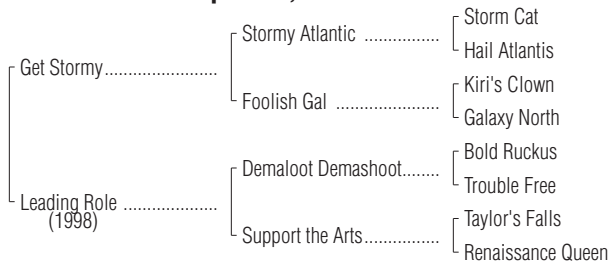 Storm Cat
Stormy Atlantic ................
Hail Atlantis
Get Stormy.......................
Kiri's Clown
Foolish Gal ......................
Galaxy North
Bold Ruckus
Demaloot Demashoot........
Trouble Free
Leading Role ...................
(1998)
Taylor's Falls
Support the Arts................
Renaissance Queen